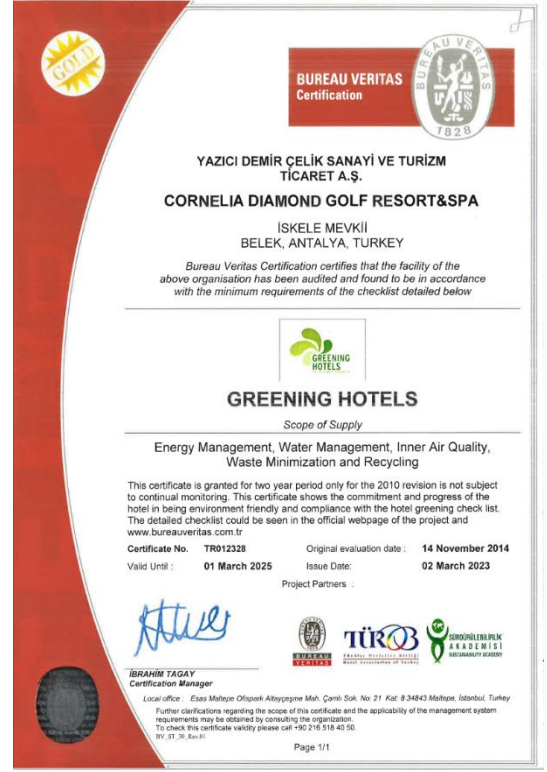 GOLD
BUREAU VERITAS
Certification
BUREAU VERITAS
1828
YAZICI DEMİR ÇELİK SANAYİ VE TURİZM
TİCARET A.Ş.
CORNELIA DIAMOND GOLF RESORT&SPA
İSKELE MEVKİİ
BELEK, ANTALYA, TURKEY
Bureau Veritas Certification certifies that the facility of the
above organisation has been audited and found to be in accordance
with the minimum requirements of the checklist detailed below
GREENING
HOTELS
GREENING HOTELS
Scope of Supply
Energy Management, Water Management, Inner Air Quality,
Waste Minimization and Recycling
This certificate is granted for two year period only for the 2010 revision is not subject
to continual monitoring. This certificate shows the commitment and progress of the
hotel in being environment friendly and compliance with the hotel greening check list.
The detailed checklist could be seen in the official webpage of the project and
www.bureauveritas.com.tr
Certificate No. TR012328 Original evaluation date : 14 November 2014
Valid Until : 01 March 2025 Issue Date: 02 March 2023
Project Partners :
BUREAU
VERITAS
TÜROB
Türkiye Otelciler Birliği
Hotel Association of Turkey
SÜRDÜRÜLEBİLİRLİK
AKADEMİSİ
SUSTAINABILITY ACADEMY
İBRAHİM TAGAY
Certification Manager
Local office : Esas Maltepe Ofispark Altayçeşme Mah. Çamlı Sok. No: 21 Kat: 8 34843 Maltepe, İstanbul, Turkey
Further clarifications regarding the scope of this certificate and the applicability of the management system
requirements may be obtained by consulting the organization.
To check this certificate validity please call +90 216 518 40 50.
BV_ST_30_Rev.01
Page 1/1